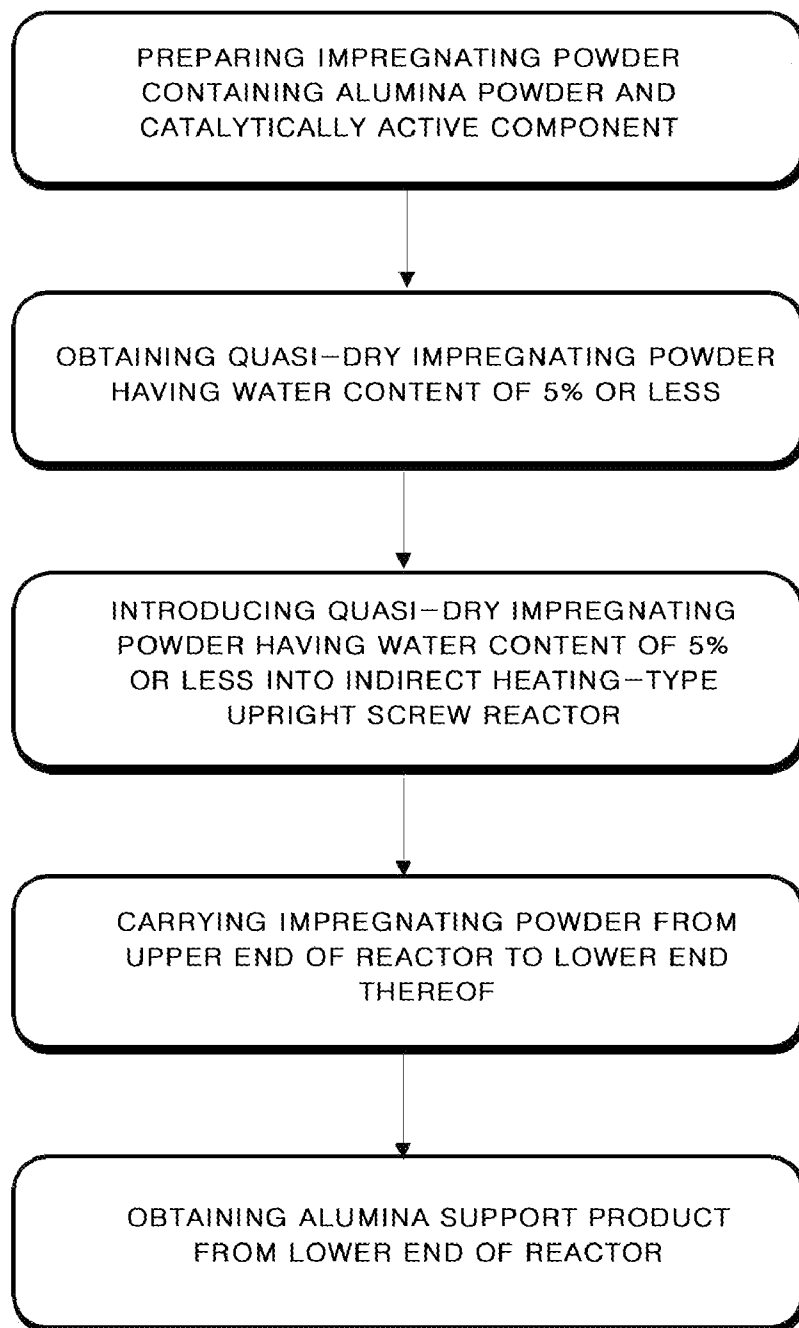 PREPARING IMPREGNATING POWDER
CONTAINING ALUMINA POWDER AND
CATALYTICALLY ACTIVE COMPONENT
OBTAINING QUASI-DRY IMPREGNATING POWDER
HAVING WATER CONTENT OF 5% OR LESS
INTRODUCING QUASI-DRY IMPREGNATING
POWDER HAVING WATER CONTENT OF 5%
OR LESS INTO INDIRECT HEATING-TYPE
UPRIGHT SCREW REACTOR
CARRYING IMPREGNATING POWDER FROM
UPPER END OF REACTOR TO LOWER END
THEREOF
OBTAINING ALUMINA SUPPORT PRODUCT
FROM LOWER END OF REACTOR